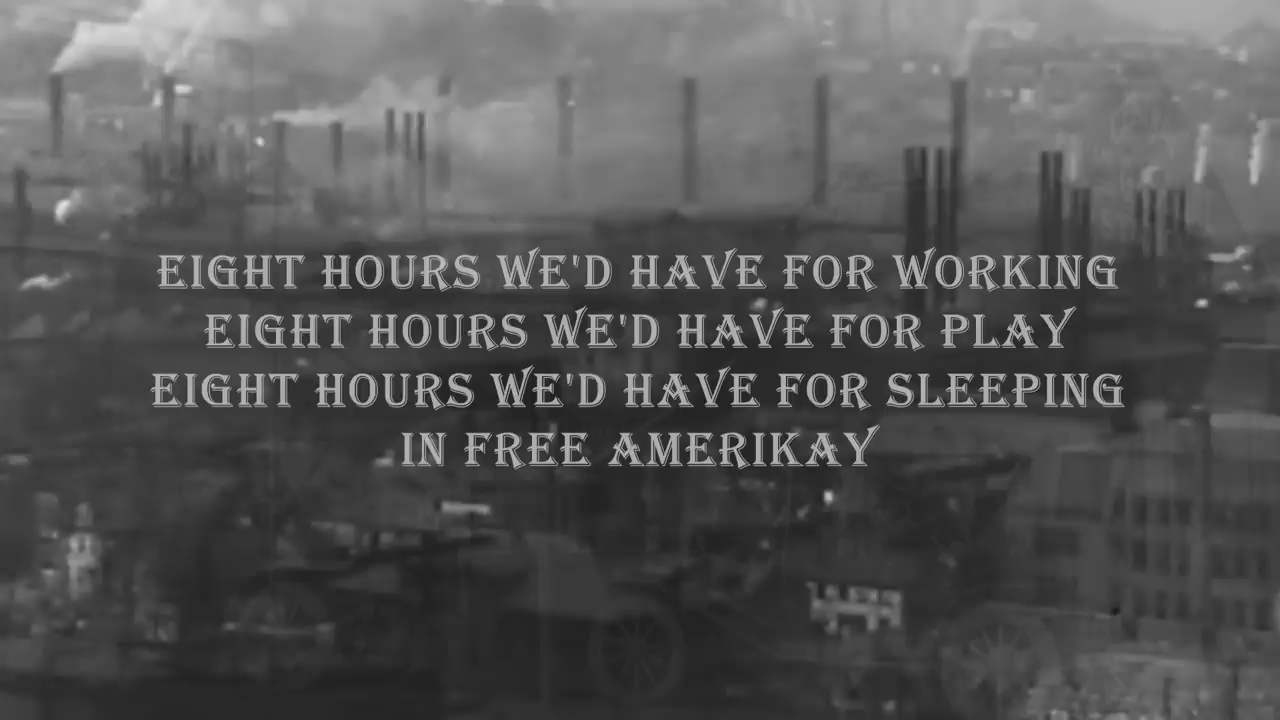 EIGHT HOURS WE'D HAVE FOR WORKING
EIGHT HOURS WE'D HAVE FOR PLAY
EIGHT HOURS WE'D HAVE FOR SLEEPING
IN FREE AMERIKAY